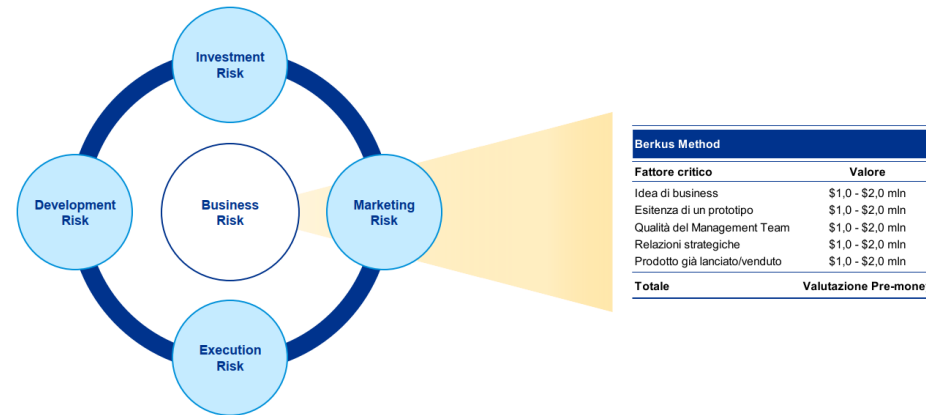 Investment
Risk
Development
Risk
Business
Risk
Marketing
Risk
Execution
Risk
Berkus Method
Fattore critico Valore
Idea di business $1,0 - $2,0 mln
Esitenza di un prototipo $1,0 - $2,0 mln
Qualità del Management Team $1,0 - $2,0 mln
Relazioni strategiche $1,0 - $2,0 mln
Prodotto già lanciato/venduto $1,0 - $2,0 mln
Totale Valutazione Pre-money